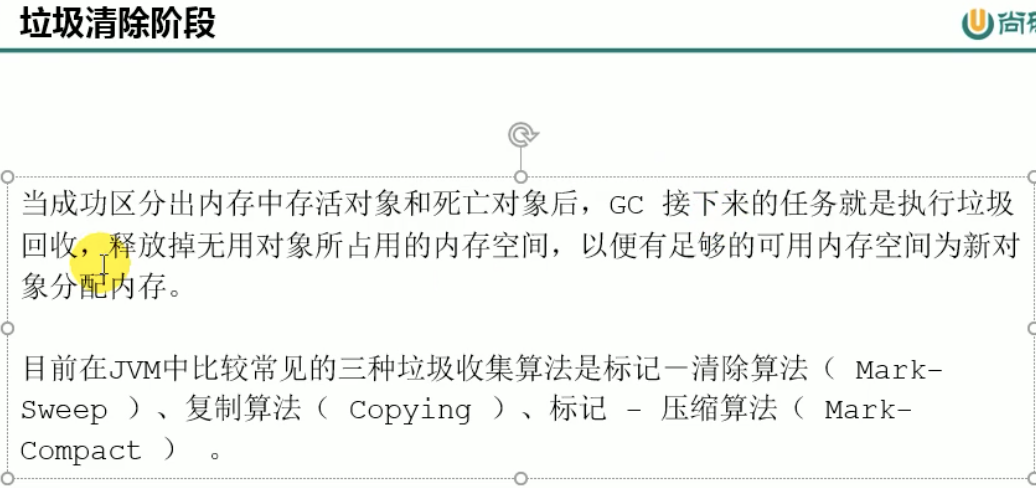 垃圾清除阶段
尚
当成功区分出内存中存活对象和死亡对象后，GC 接下来的任务就是执行垃圾
回收，释放掉无用对象所占用的内存空间，以便有足够的可用内存空间为新对
象分配内存。
目前在JVM中比较常见的三种垃圾收集算法是标记一清除算法（ Mark-
Sweep ）、复制算法（ Copying ）、标记 - 压缩算法（ Mark-
Compact ） 。